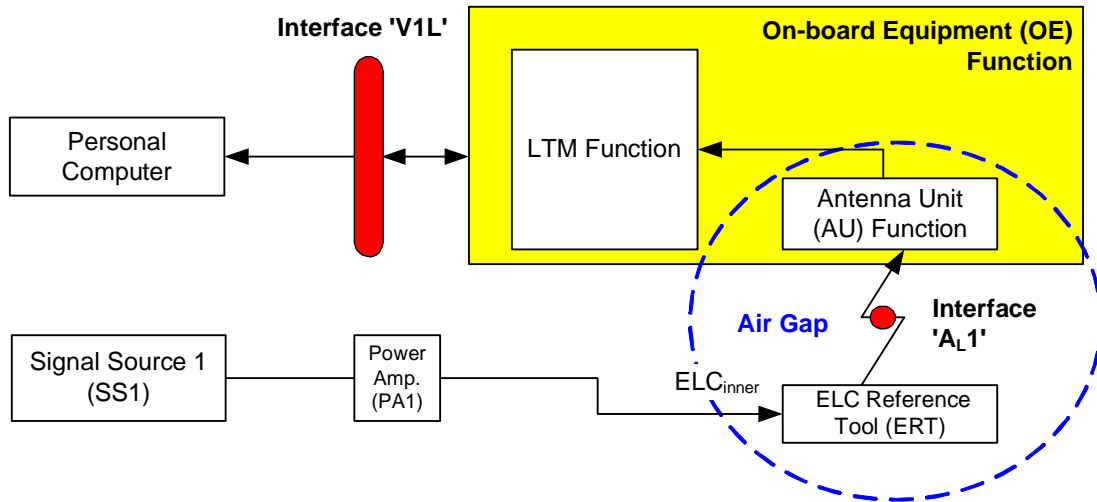 Interface 'V1L'
On-board Equipment (OE)
Function
Personal
Computer
LTM Function
Antenna Unit
(AU) Function
Air Gap
Interface
'AL1'
Signal Source 1
(SS1)
Power
Amp.
(PA1)
ELCinner
ELC Reference
Tool (ERT)